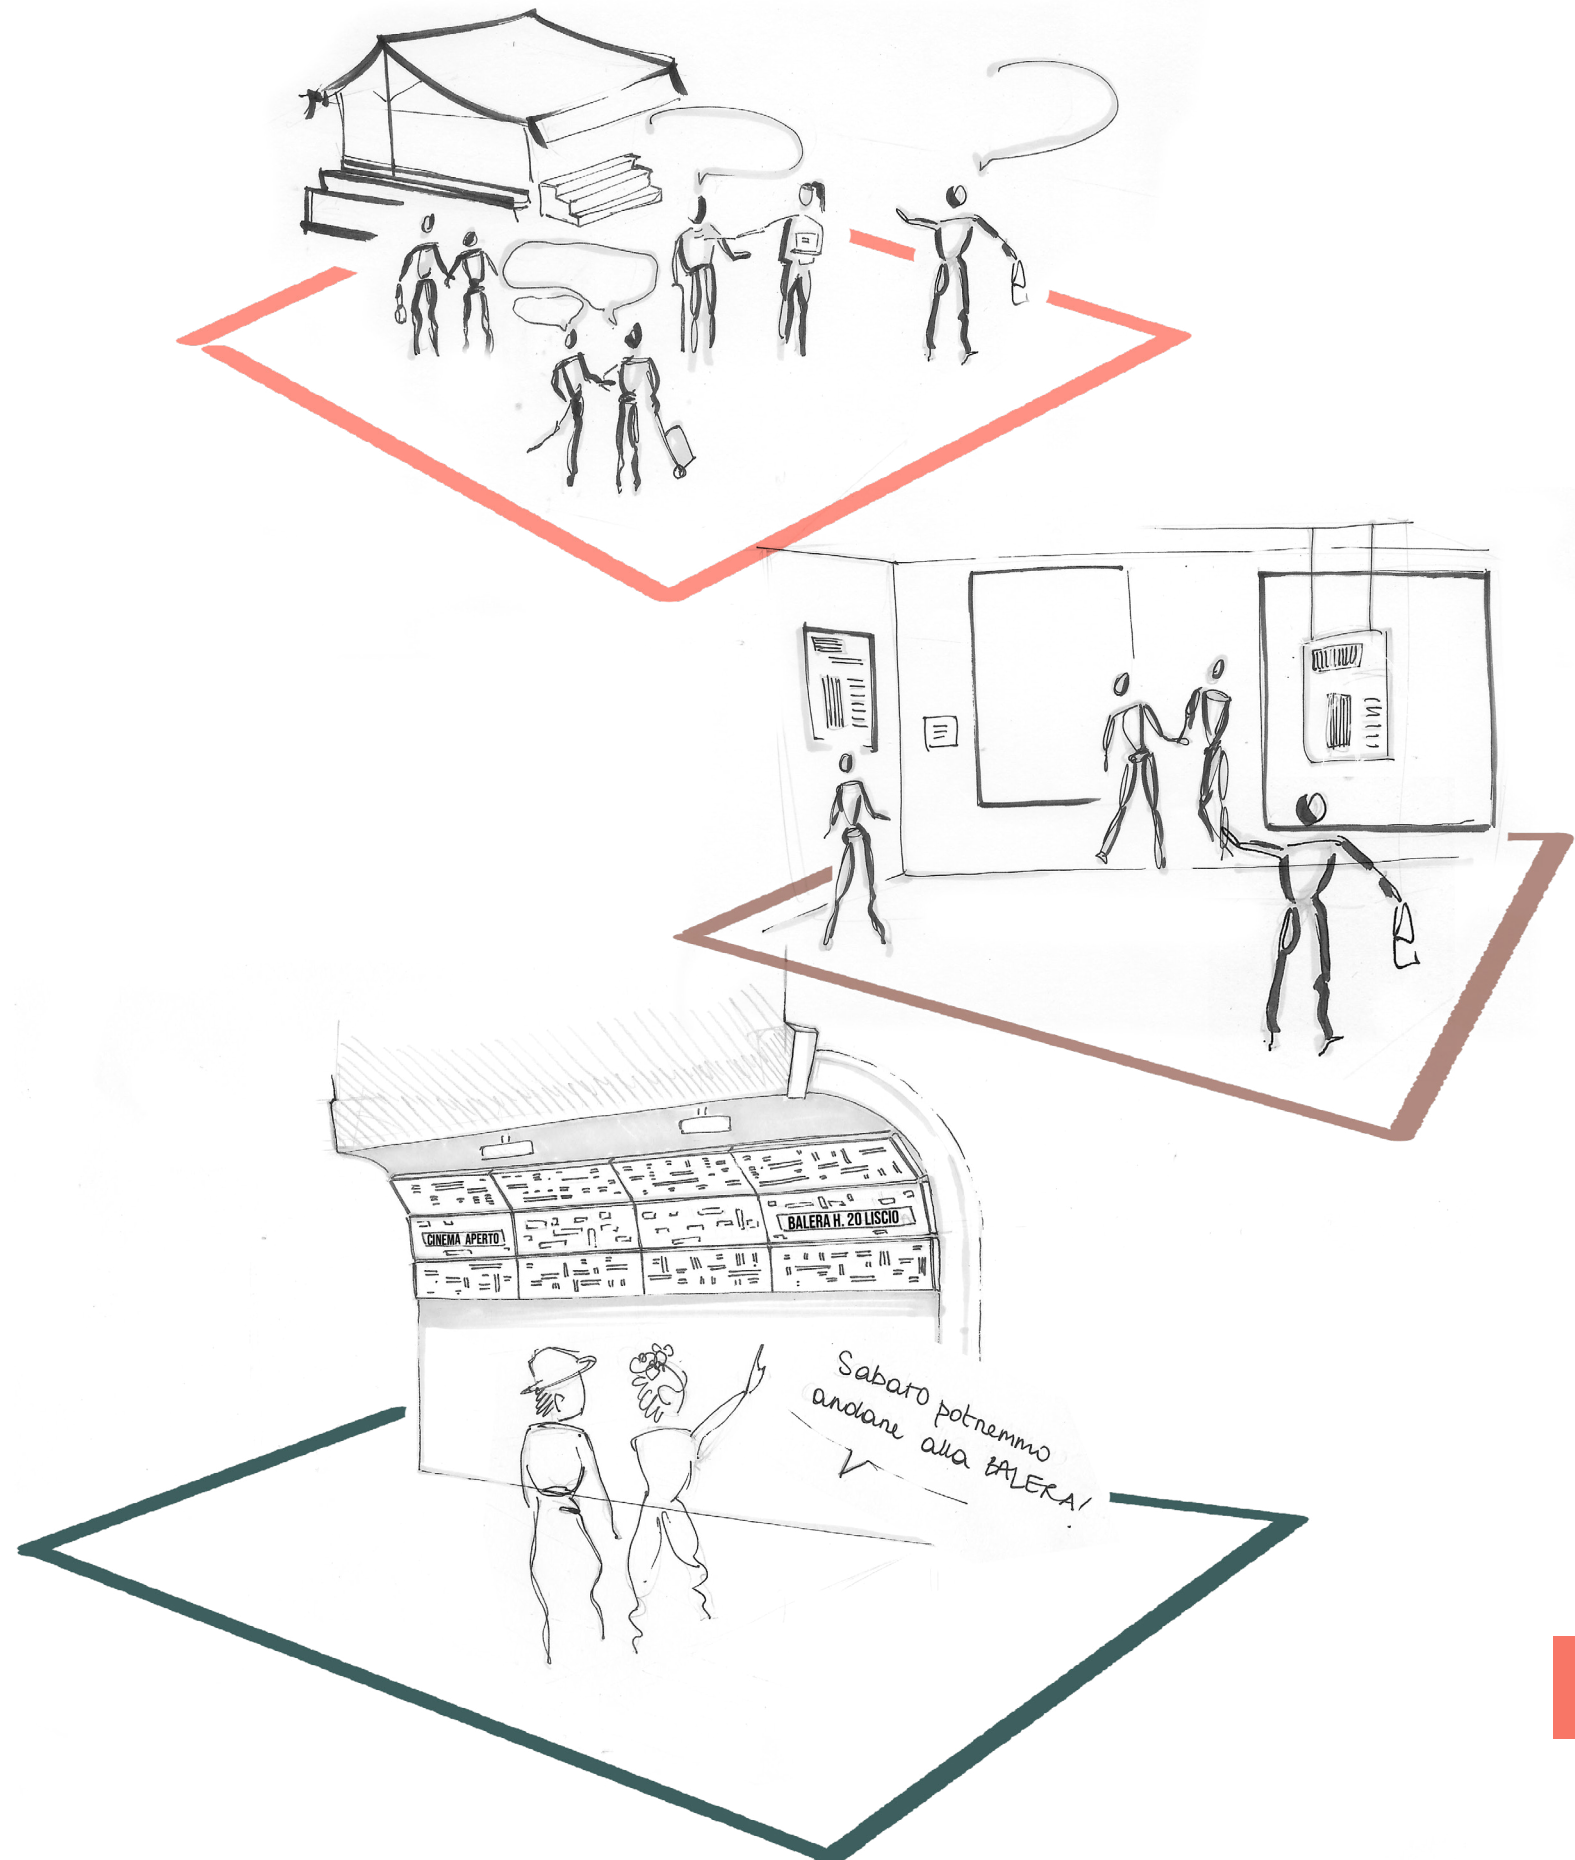 CINEMA APERTO
BALERA H. 20 LISCIO
Sabato potremmo
andare alla BALERA!